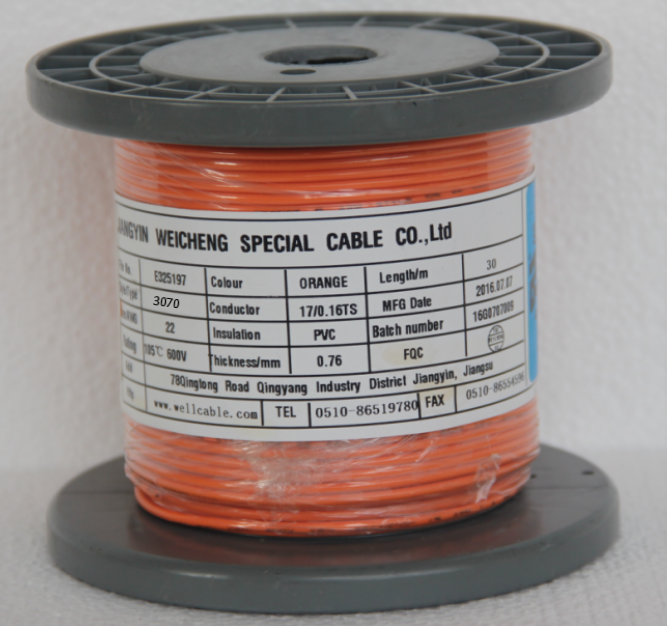 JIANGYIN WEICHENG SPECIAL CABLE CO.,Ltd
E325197 Colour ORANGE Length/m 30
3070 Conductor 17/0.16TS MFG Date 2016.07.07
22 Insulation PVC Batch number 16G0707009
105℃ 600V Thickness/mm 0.76 FQC
78Qinglong Road Qingyang Industry District Jiangyin, Jiangsu
www.wellcable.com TEL 0510-86519780 FAX